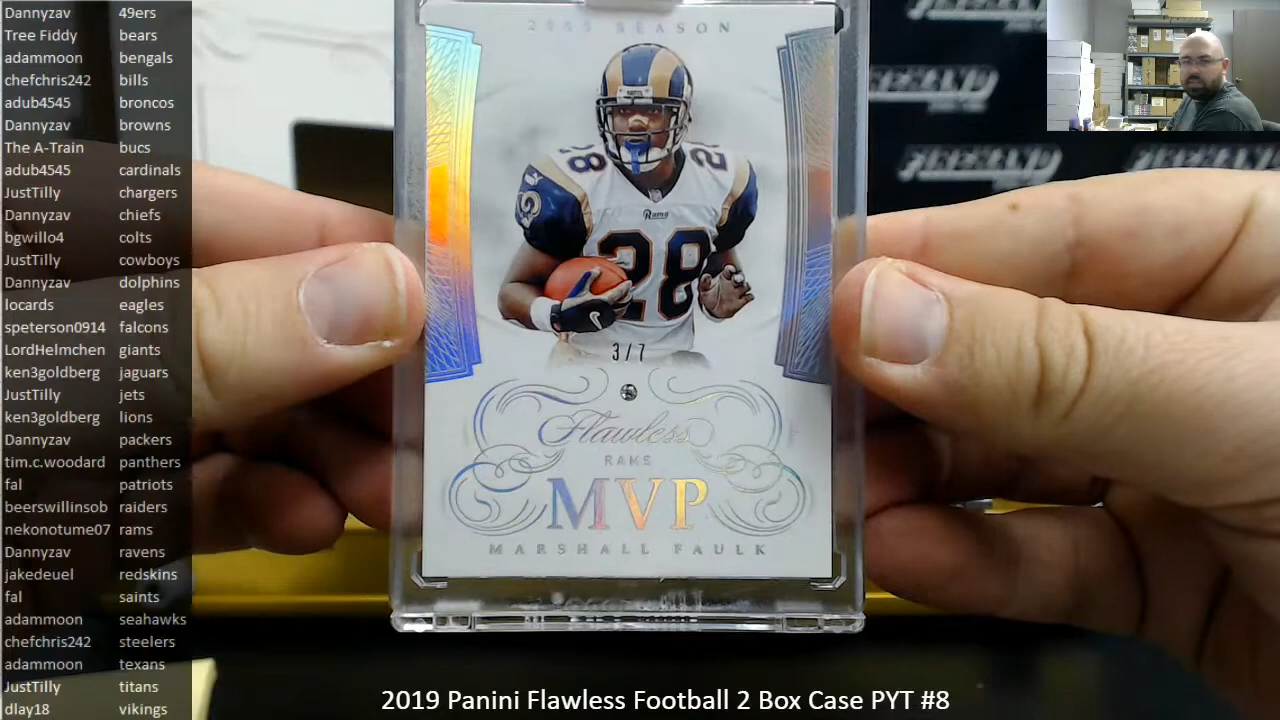 Dannyzav 49ers
Tree Fiddy bears
adammoon bengals
chefchris242 bills
adub4545 broncos
Dannyzav browns
The A-Train bucs
adub4545 cardinals
JustTilly chargers
Dannyzav chiefs
bgwillo4 colts
JustTilly cowboys
Dannyzav dolphins
locards eagles
speterson0914 falcons
LordHelmchen giants
ken3goldberg jaguars
JustTilly jets
ken3goldberg lions
Dannyzav packers
tim.c.woodard panthers
fal patriots
beerswillinsob raiders
nekonotume07 rams
Dannyzav ravens
jakedeuel redskins
fal saints
adammoon seahawks
chefchris242 steelers
adammoon texans
JustTilly titans
dlay18 vikings
SEASON
28 28
Rams
28
3/7
Flawless
RAMS
MVP
MARSHALL FAULK
2019 Panini Flawless Football 2 Box Case PYT #8